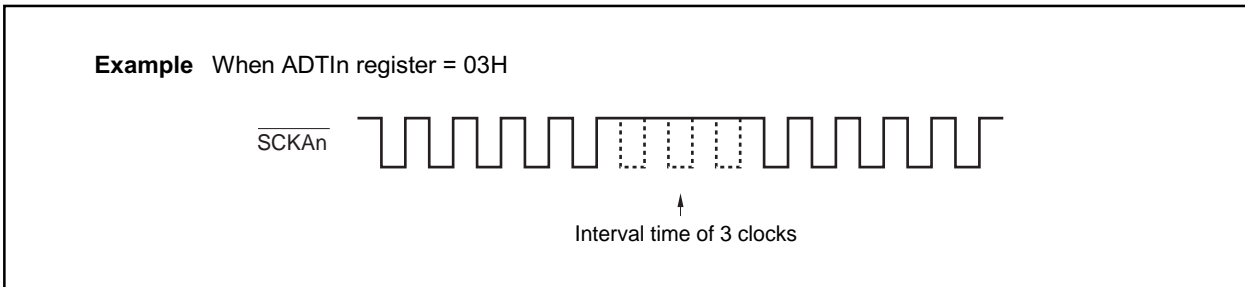 Example When ADTIn register = 03H
SCKAn
Interval time of 3 clocks